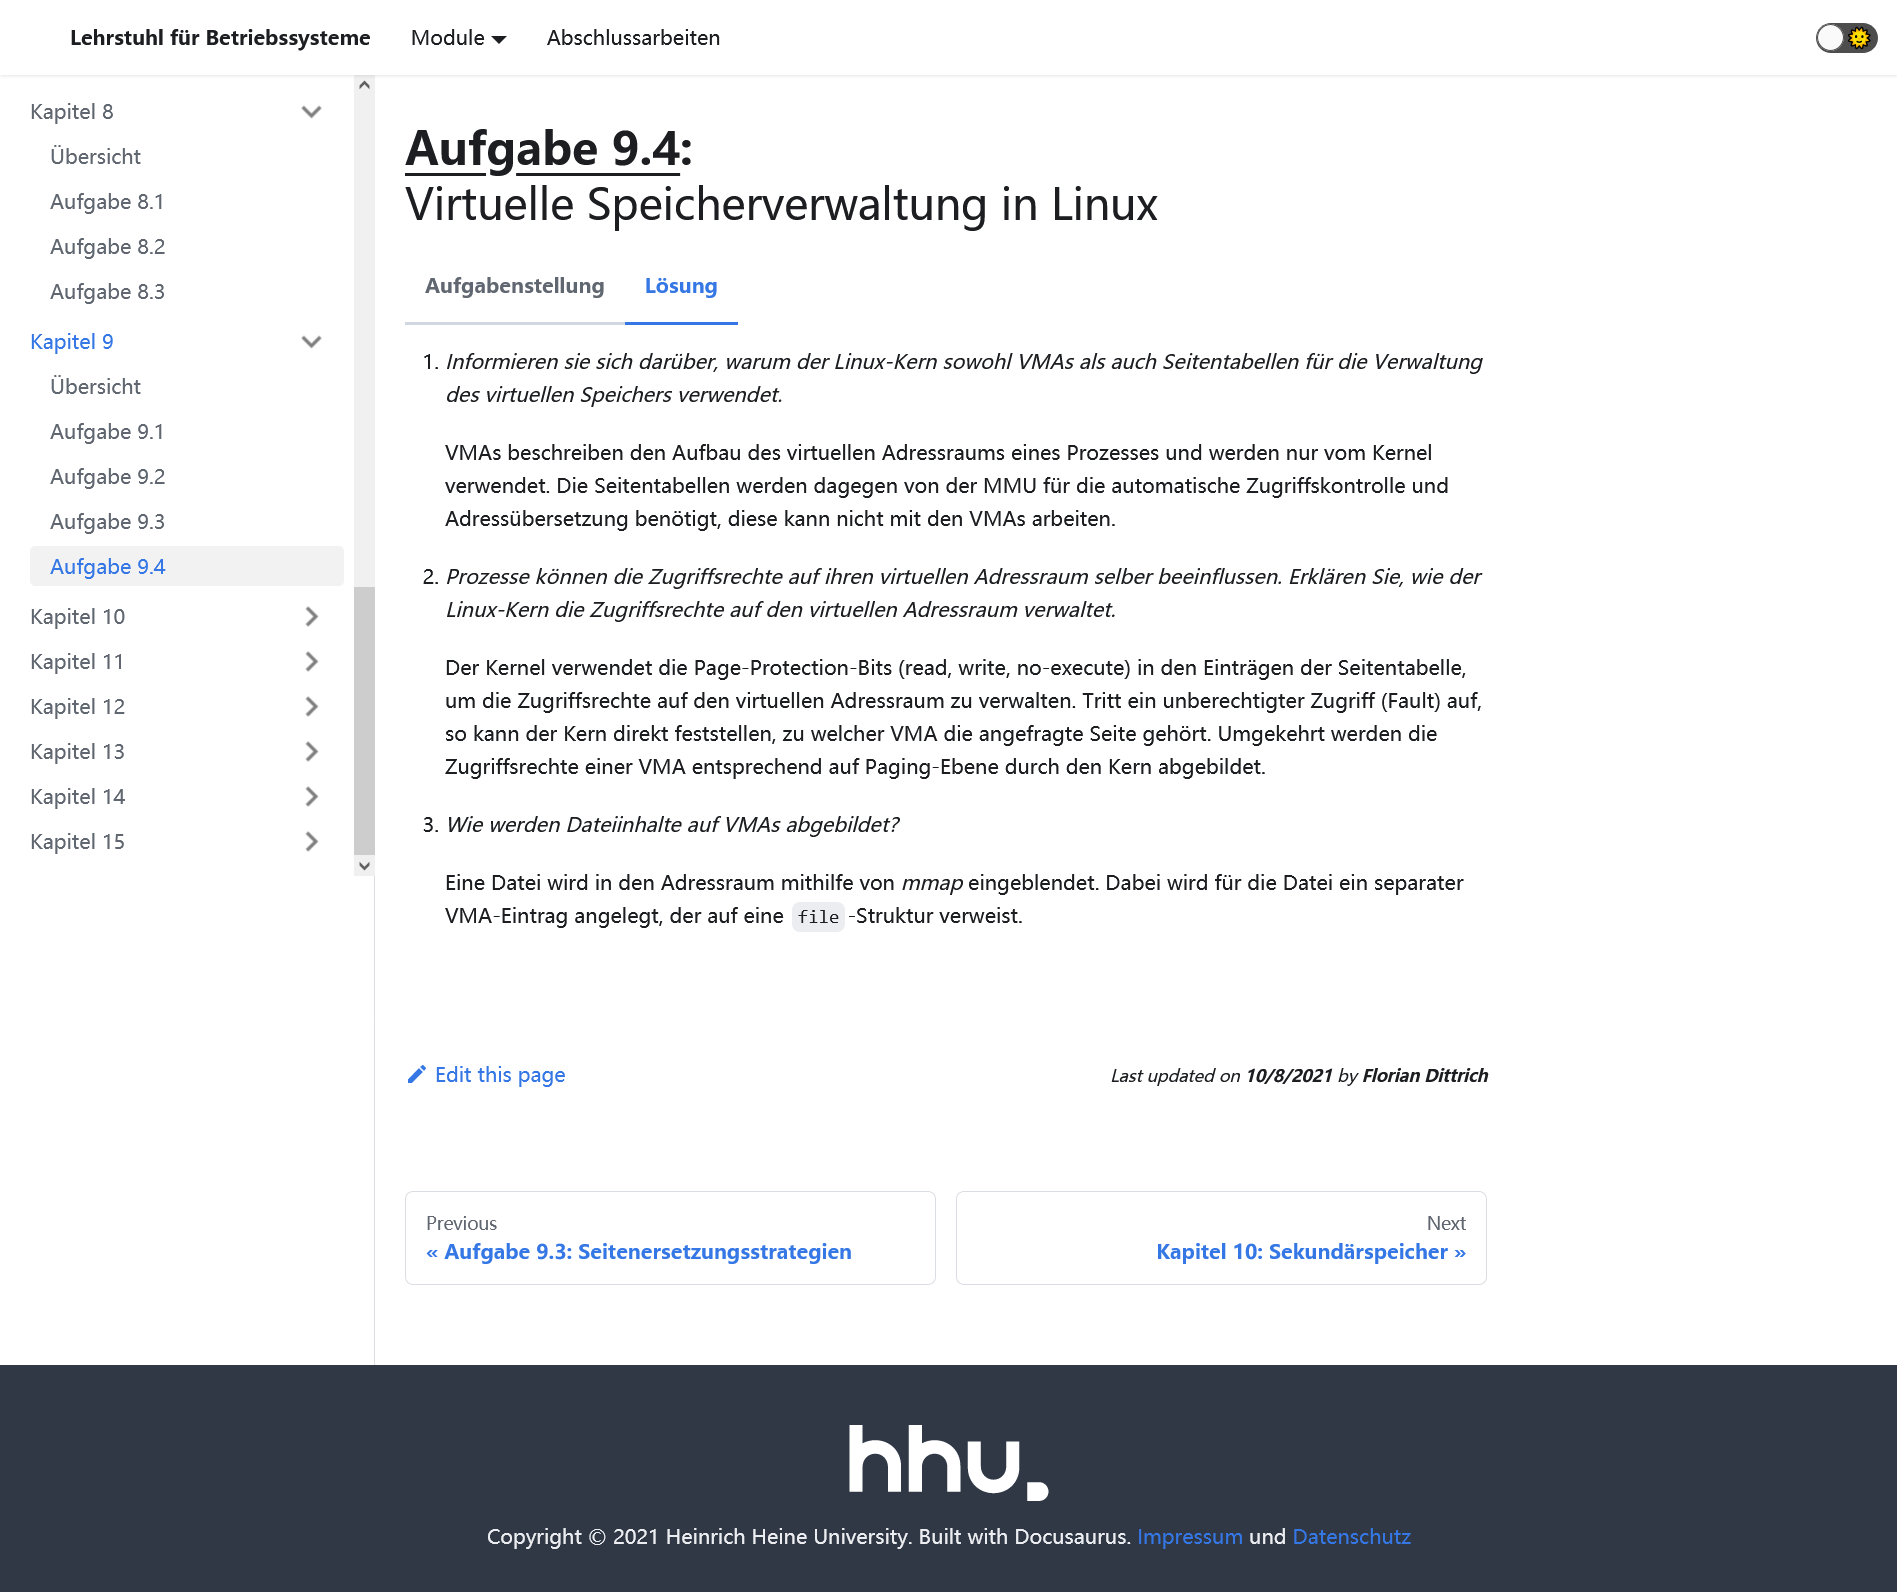 Lehrstuhl für Betriebssysteme
Module
Abschlussarbeiten
Kapitel 8
Übersicht
Aufgabe 8.1
Aufgabe 8.2
Aufgabe 8.3
Kapitel 9
Übersicht
Aufgabe 9.1
Aufgabe 9.2
Aufgabe 9.3
Aufgabe 9.4
Kapitel 10
Kapitel 11
Kapitel 12
Kapitel 13
Kapitel 14
Kapitel 15
Aufgabe 9.4:
Virtuelle Speicherverwaltung in Linux
Aufgabenstellung
Lösung
1. Informieren sie sich darüber, warum der Linux-Kern sowohl VMAs als auch Seitentabellen für die Verwaltung
des virtuellen Speichers verwendet.
VMAs beschreiben den Aufbau des virtuellen Adressraums eines Prozesses und werden nur vom Kernel
verwendet. Die Seitentabellen werden dagegen von der MMU für die automatische Zugriffskontrolle und
Adressübersetzung benötigt, diese kann nicht mit den VMAs arbeiten.
2. Prozesse können die Zugriffsrechte auf ihren virtuellen Adressraum selber beeinflussen. Erklären Sie, wie der
Linux-Kern die Zugriffsrechte auf den virtuellen Adressraum verwaltet.
Der Kernel verwendet die Page-Protection-Bits (read, write, no-execute) in den Einträgen der Seitentabelle,
um die Zugriffsrechte auf den virtuellen Adressraum zu verwalten. Tritt ein unberechtigter Zugriff (Fault) auf,
so kann der Kern direkt feststellen, zu welcher VMA die angefragte Seite gehört. Umgekehrt werden die
Zugriffsrechte einer VMA entsprechend auf Paging-Ebene durch den Kern abgebildet.
3. Wie werden Dateiinhalte auf VMAs abgebildet?
Eine Datei wird in den Adressraum mithilfe von mmap eingeblendet. Dabei wird für die Datei ein separater
VMA-Eintrag angelegt, der auf eine file-Struktur verweist.
Edit this page
Last updated on 10/8/2021 by Florian Dittrich
Previous
« Aufgabe 9.3: Seitenersetzungsstrategien
Next
Kapitel 10: Sekundärspeicher »
hhu.
Copyright © 2021 Heinrich Heine University. Built with Docusaurus. Impressum und Datenschutz